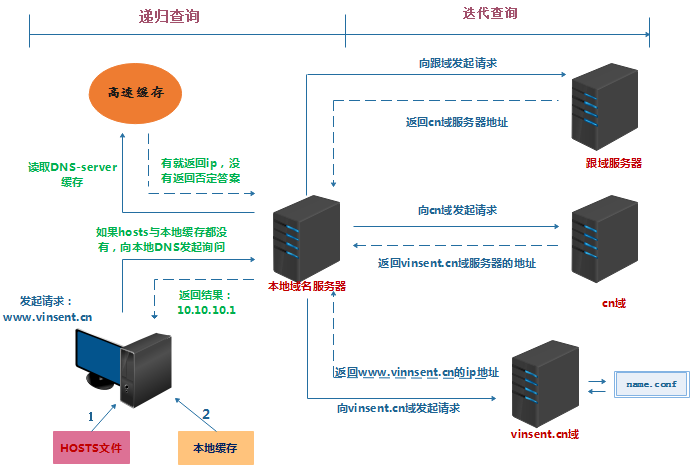 递归查询
迭代查询
高速缓存
向跟域发起请求
返回cn域服务器地址
跟域服务器
读取DNS-server
缓存
有就返回ip，没
有返回否定答案
如果hosts与本地缓存都没
有，向本地DNS发起询问
向cn域发起请求
返回vinsent.cn域服务器的地址
本地域名服务器
cn域
返回结果：
10.10.10.1
发起请求：
www.vinsent.cn
返回www.vinnsent.cn的ip地址
name.conf
向vinsent.cn域发起请求
vinsent.cn域
1
2
HOSTS文件
本地缓存